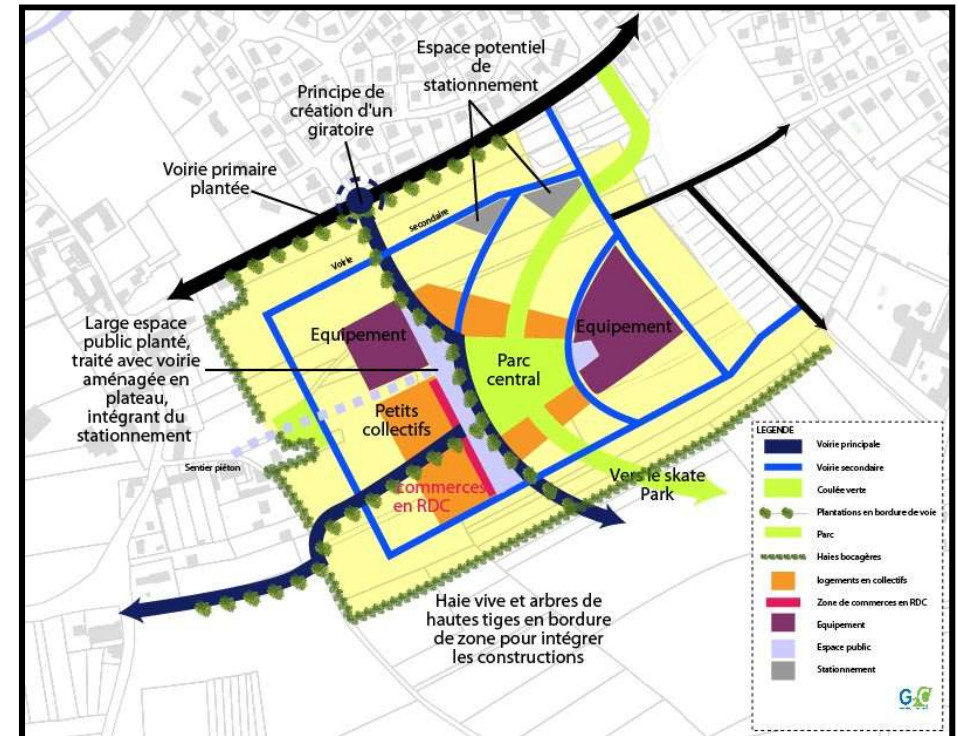 Espace potentiel
de
stationnement
Principe de
création d'un
giratoire
Voirie primaire
plantée
Voirie
secondaire
Large espace
public planté,
traité avec voirie
aménagée en
plateau,
intégrant du
stationnement
Equipement
Equipement
Parc
central
Petits
collectifs
Sentier piéton
commerces
en RDC
Vers le skate
Park
Haie vive et arbres de
hautes tiges en bordure
de zone pour intégrer
les constructions
LEGENDE
Voirie principale
Voirie secondaire
Coulée verte
Plantations en bordure de voie
Parc
Haies bocagères
logements en collectifs
Zone de commerces en RDC
Equipement
Espace public
Stationnement
G2C